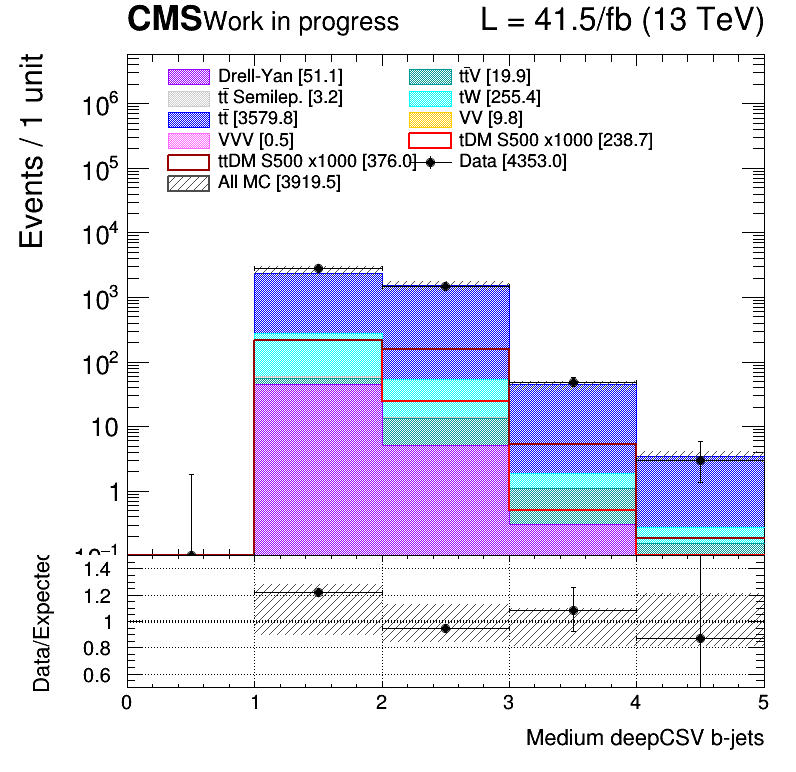 CMS Work in progress L = 41.5/fb (13 TeV)
Events / 1 unit
Drell-Yan [51.1] tt̄V [19.9]
tt̄ Semilep. [3.2] tW [255.4]
tt̄ [3579.8] VV [9.8]
VVV [0.5] tDM S500 x1000 [238.7]
ttDM S500 x1000 [376.0] Data [4353.0]
All MC [3919.5]
10⁶
10⁵
10⁴
10³
10²
10
1
10⁻¹
Data/Expected
1.4
1.2
1
0.8
0.6
0 1 2 3 4 5
Medium deepCSV b-jets